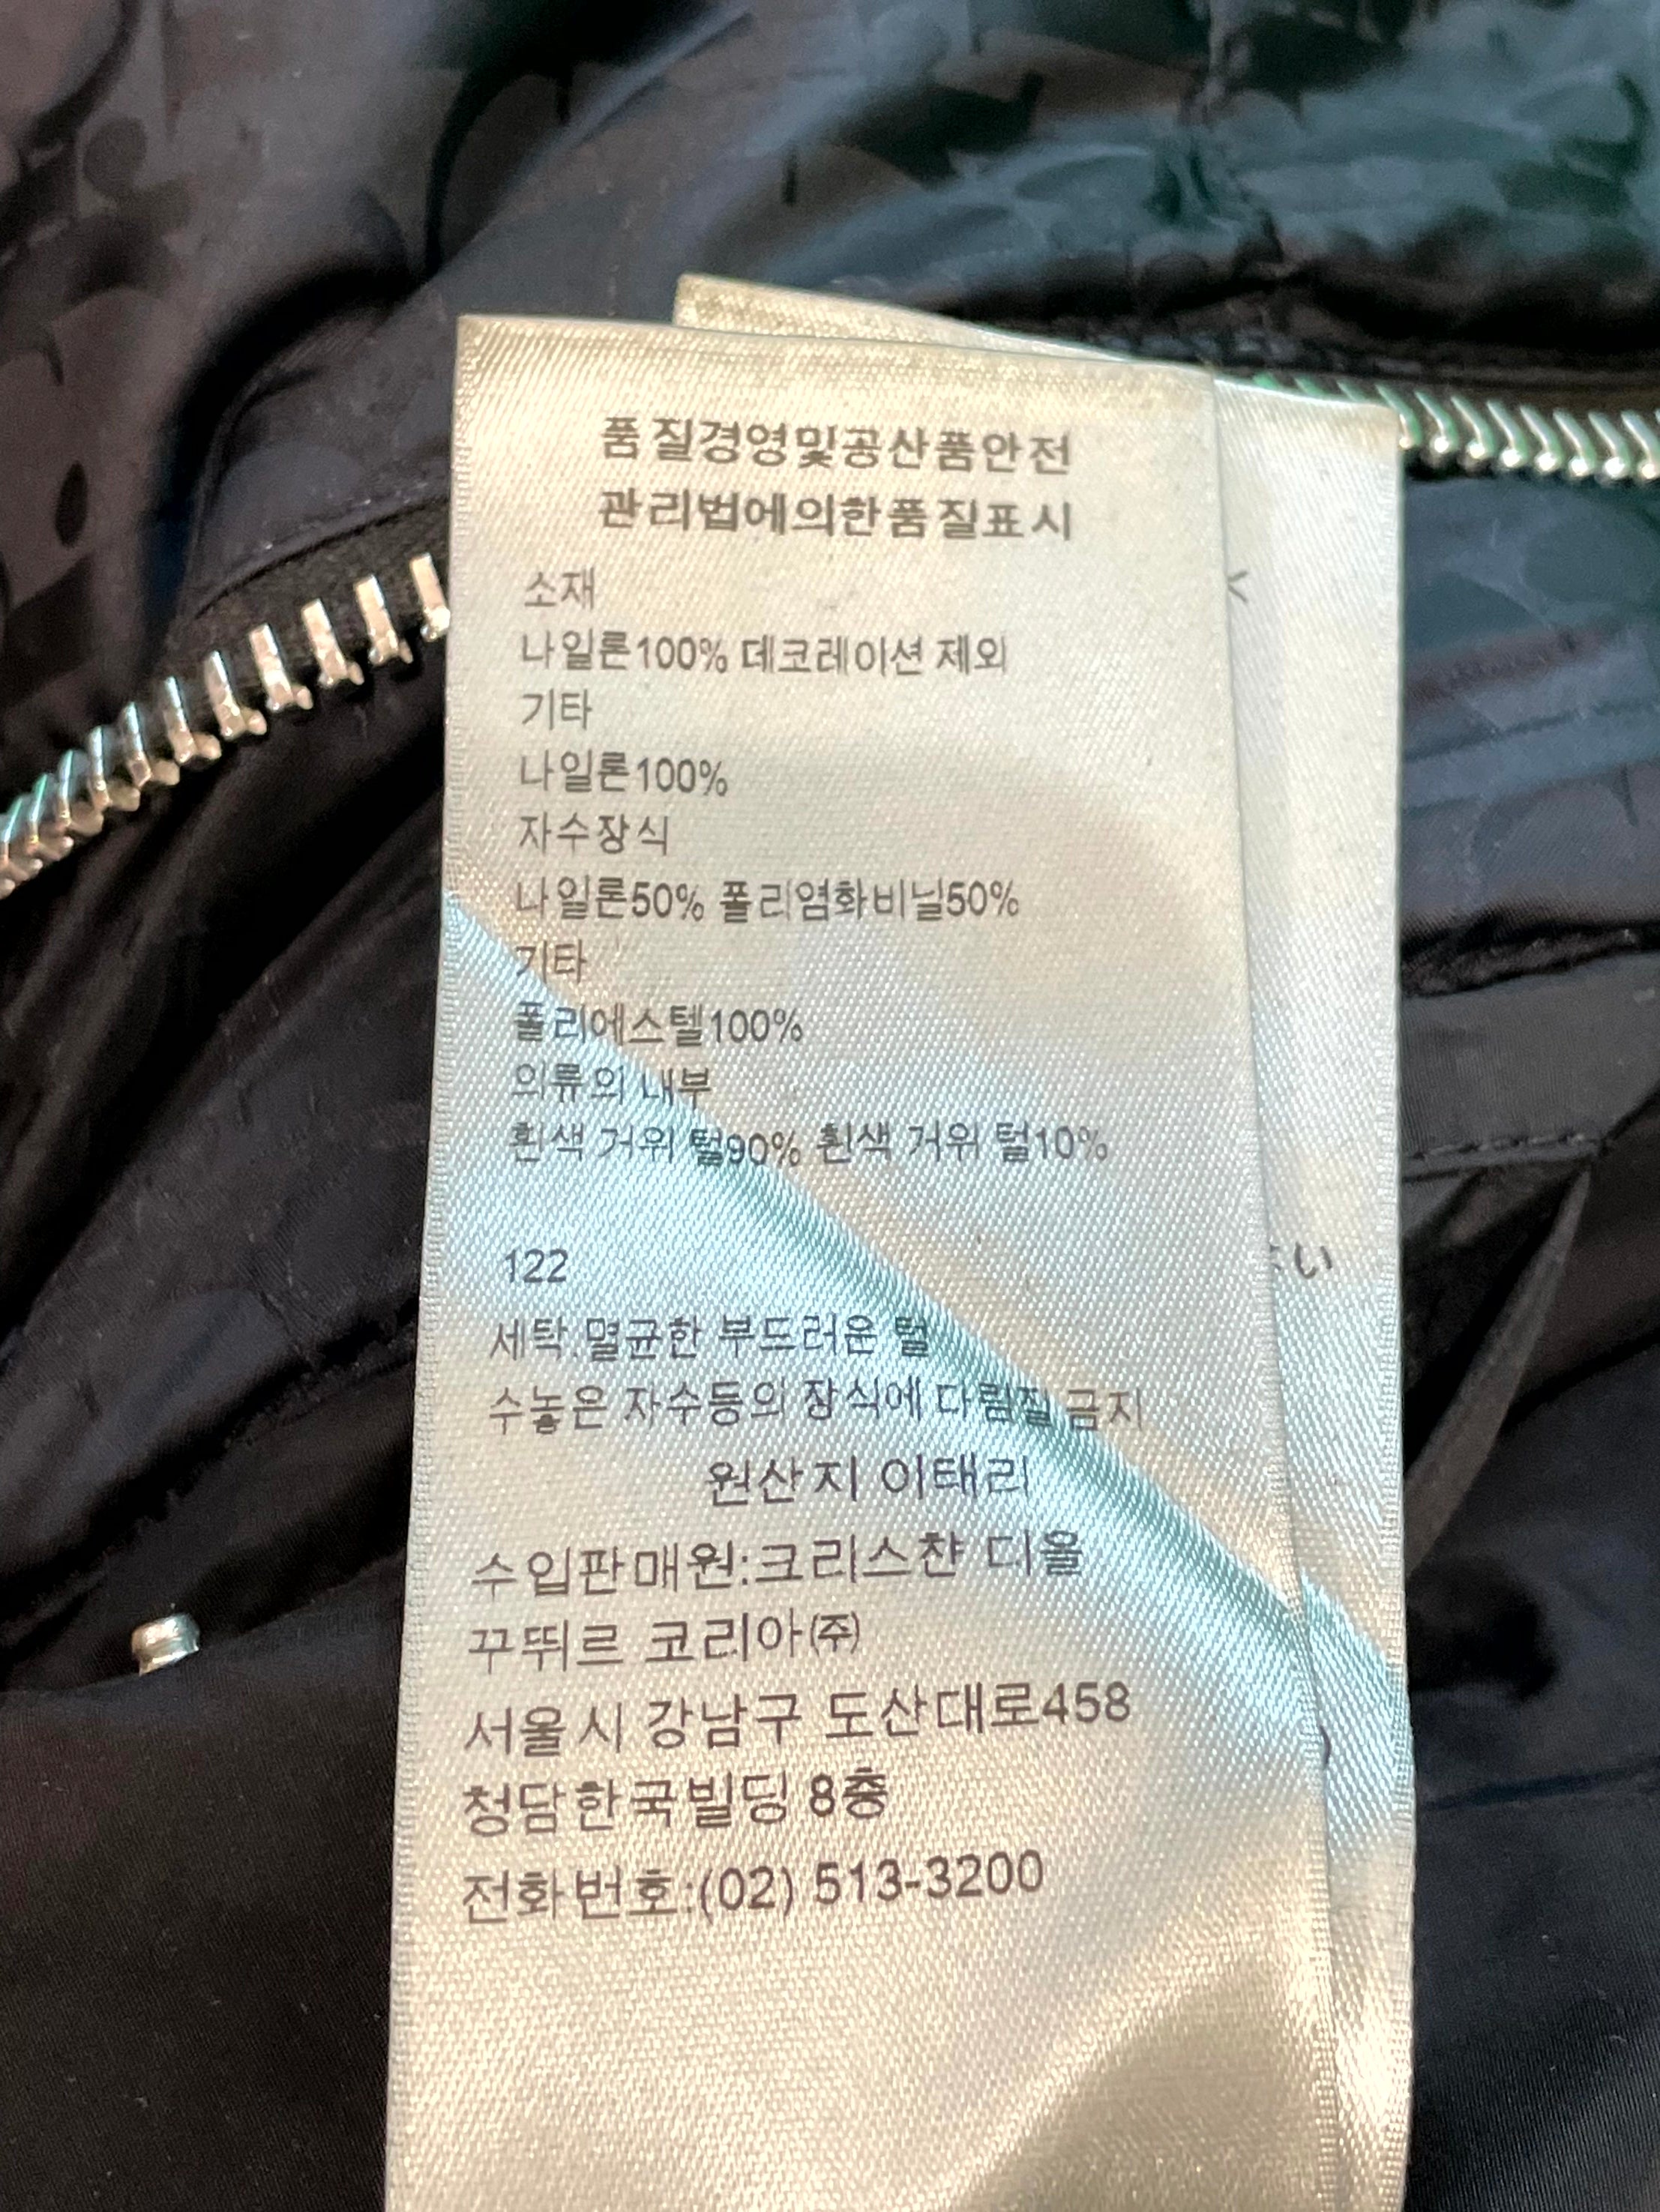 품질경영및공산품안전
관리법에의한품질표시
소재
나일론100% 데코레이션 제외
기타
나일론100%
자수장식
나일론50% 폴리염화비닐50%
기타
폴리에스텔100%
의류의 내부
흰색 거위 털90% 흰색 거위 털10%
122
세탁.멸균한 부드러운 털
수놓은 자수등의 장식에 다림질 금지
원산지 이태리
수입판매원:크리스챤 디올
꾸뛰르 코리아㈜
서울시 강남구 도산대로458
청담한국빌딩 8층
전화번호:(02) 513-3200